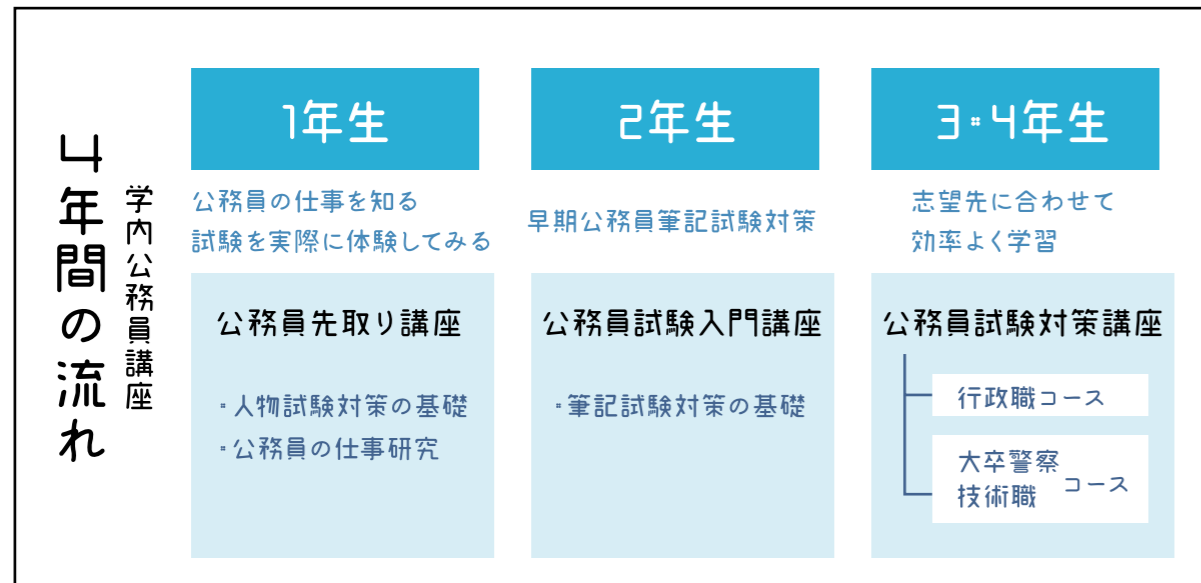 学内公務員講座
4年間の流れ
1年生
公務員の仕事を知る
試験を実際に体験してみる
公務員先取り講座
・人物試験対策の基礎
・公務員の仕事研究
2年生
早期公務員筆記試験対策
公務員試験入門講座
・筆記試験対策の基礎
3・4年生
志望先に合わせて
効率よく学習
公務員試験対策講座
行政職コース
大卒警察
技術職
コース